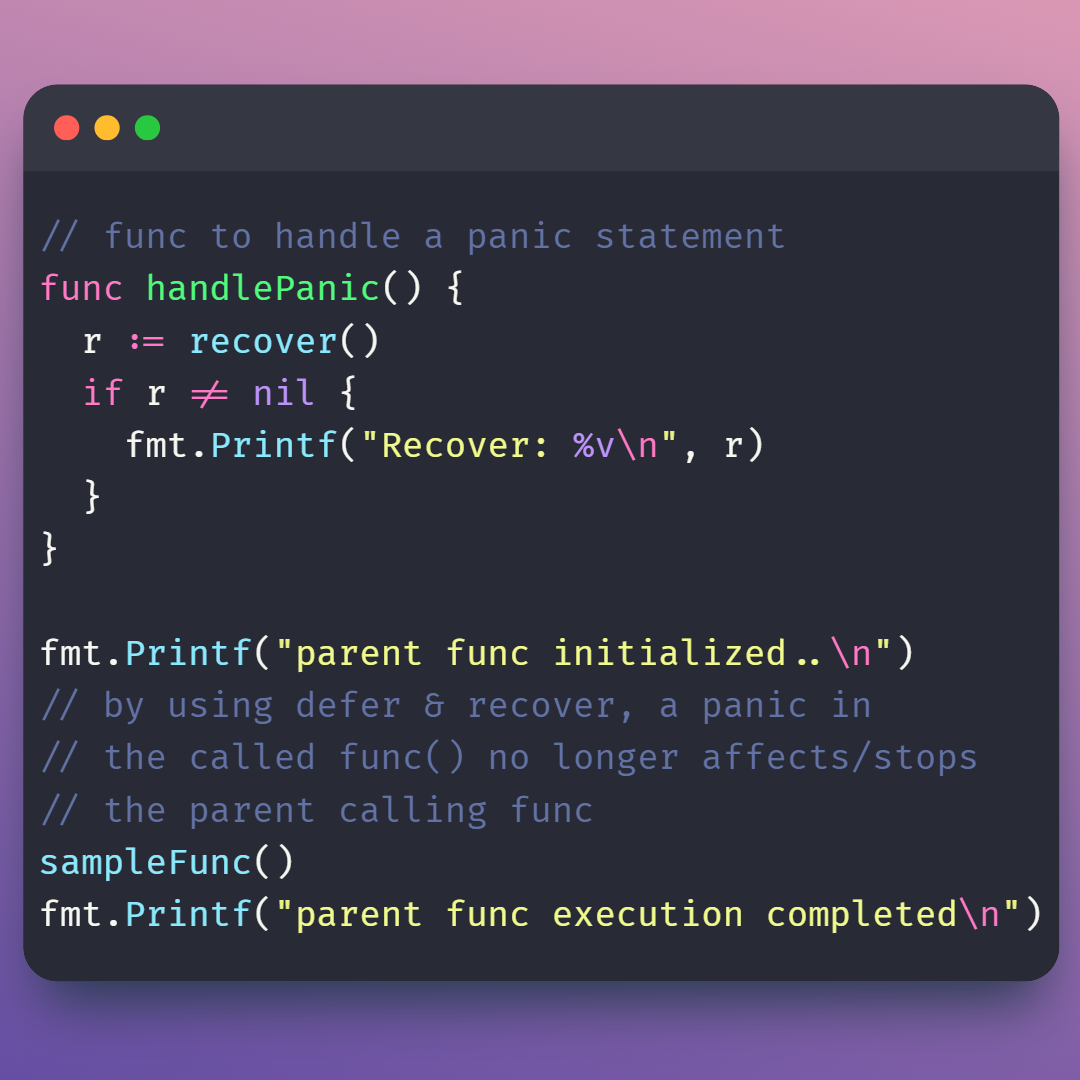 // func to handle a panic statement
func handlePanic() {
  r := recover()
  if r != nil {
    fmt.Printf("Recover: %v\n", r)
  }
}

fmt.Printf("parent func initialized..\n")
// by using defer & recover, a panic in
// the called func() no longer affects/stops
// the parent calling func
sampleFunc()
fmt.Printf("parent func execution completed\n")